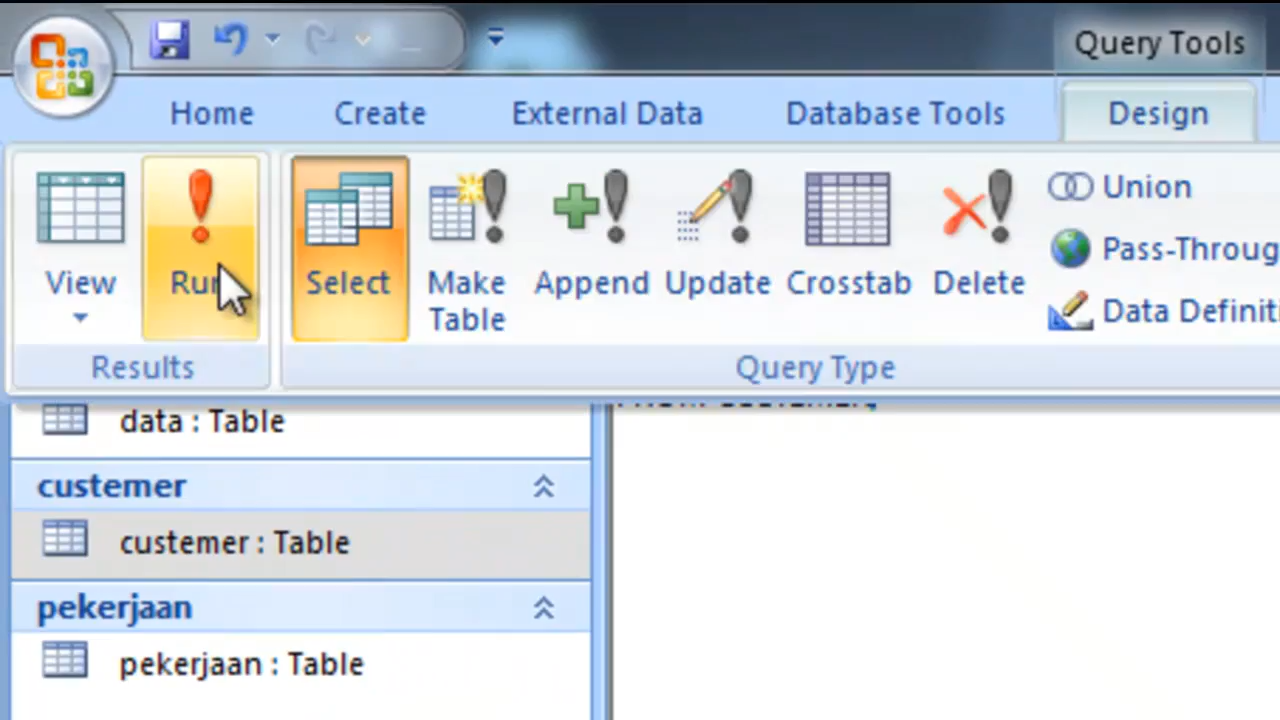 Query Tools
Home Create External Data Database Tools Design
View Run Select Make Table Append Update Crosstab Delete
Union
Pass-Throug
Data Definiti
Results Query Type
data : Table
custemer
custemer : Table
pekerjaan
pekerjaan : Table